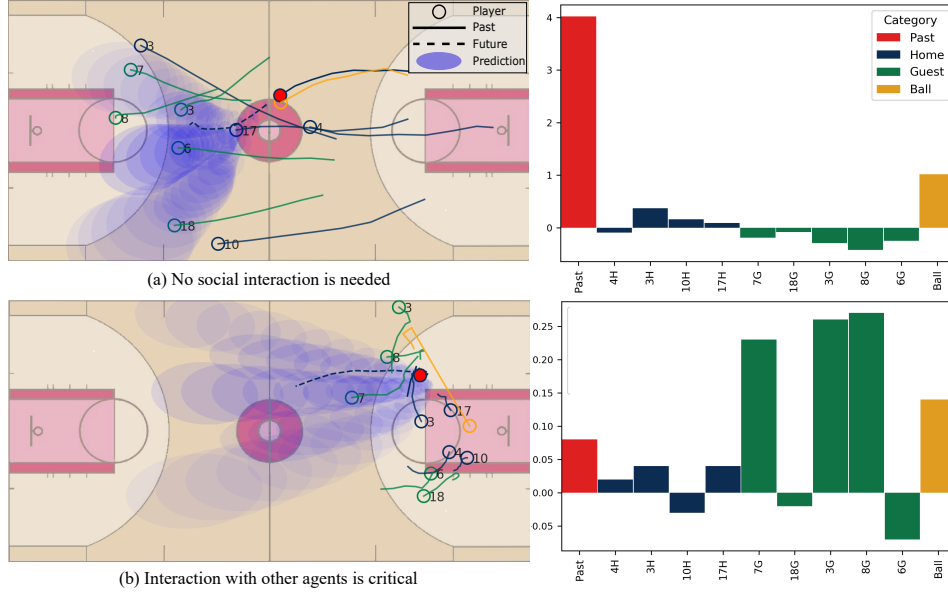 Player
Past
Future
Prediction
3
7
3
8
17
4
6
18
10
(a) No social interaction is needed
4
3
2
1
0
Category
Past
Home
Guest
Ball
Past
4H
3H
10H
17H
7G
18G
3G
8G
6G
Ball
3
8
7
17
3
4
10
6
18
(b) Interaction with other agents is critical
0.25
0.20
0.15
0.10
0.05
0.00
0.05
Past
4H
3H
10H
17H
7G
18G
3G
8G
6G
Ball